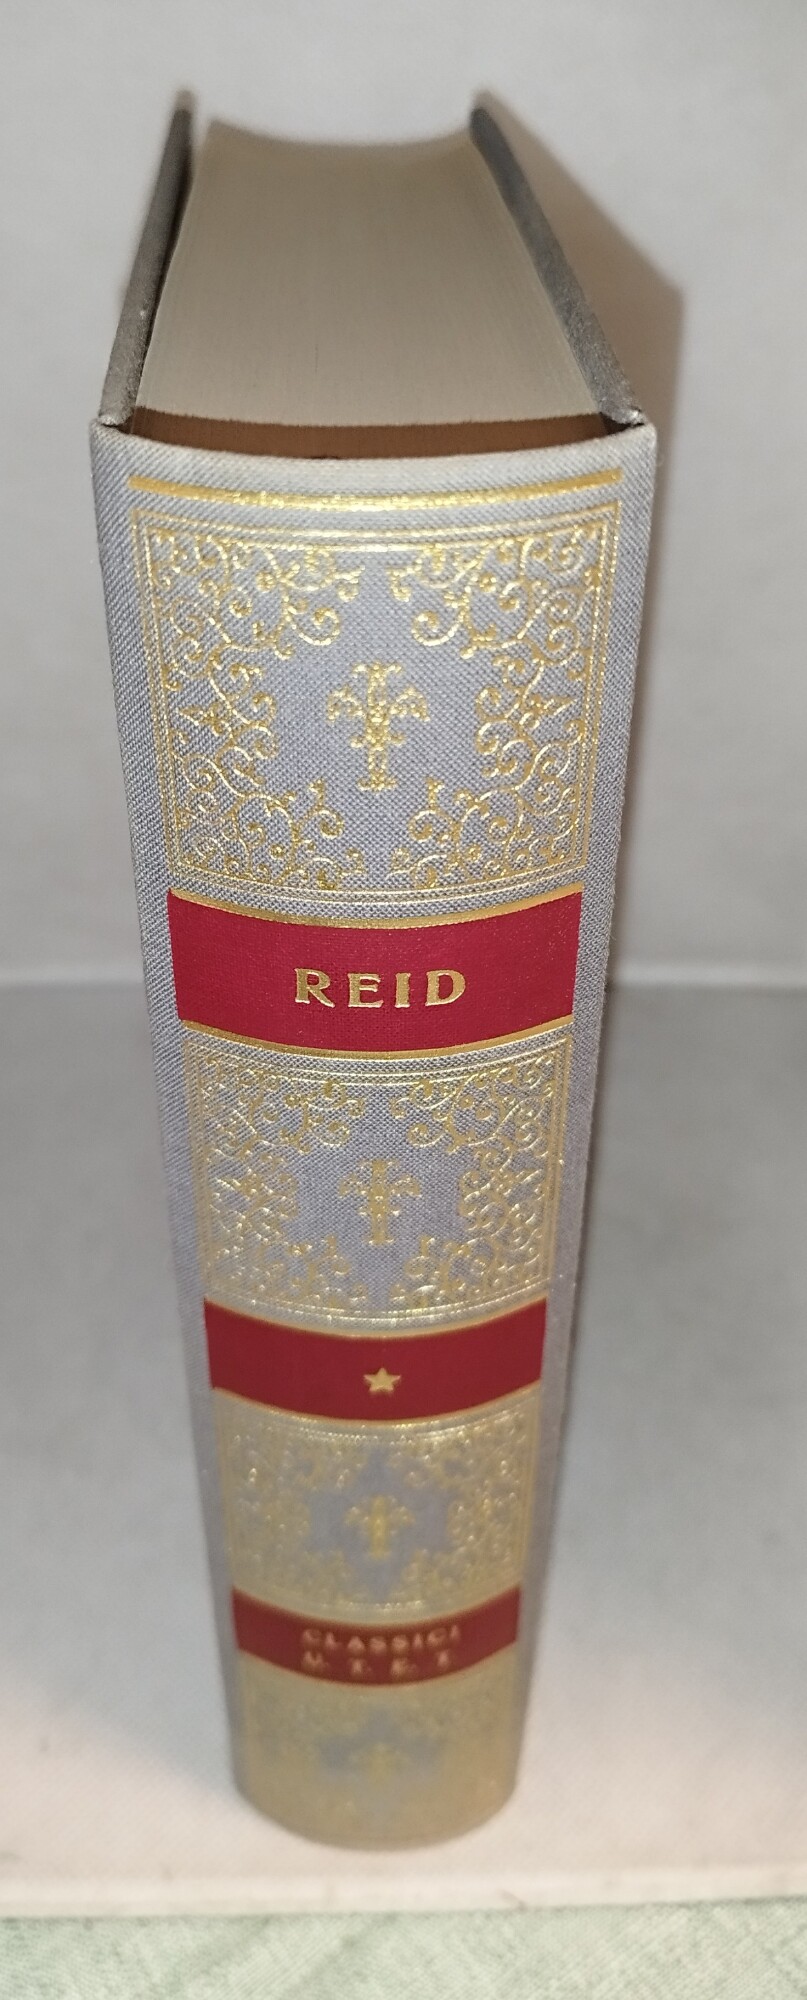 REID
CLASSICI
U. T. E. T.